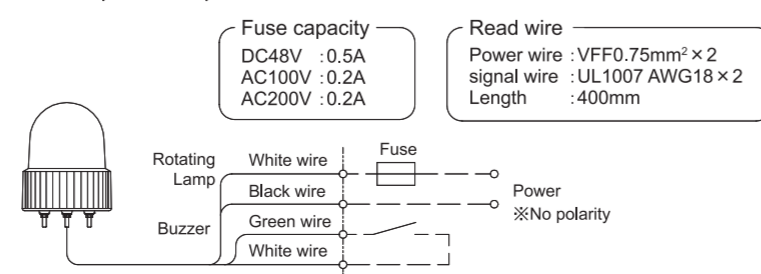 Fuse capacity
DC48V :0.5A
AC100V :0.2A
AC200V :0.2A
Read wire
Power wire :VFF0.75mm²×2
signal wire :UL1007 AWG18×2
Length :400mm
Rotating
Lamp
White wire
Fuse
Black wire
Power
※No polarity
Buzzer
Green wire
White wire